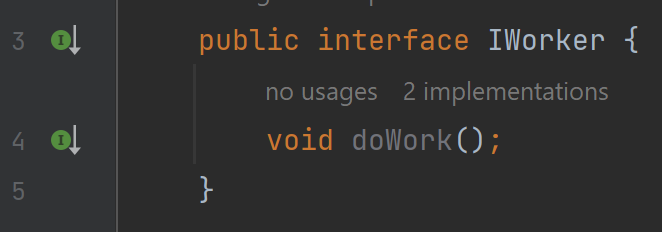 3 I public interface IWorker {
no usages 2 implementations
4 I void doWork();
5 }